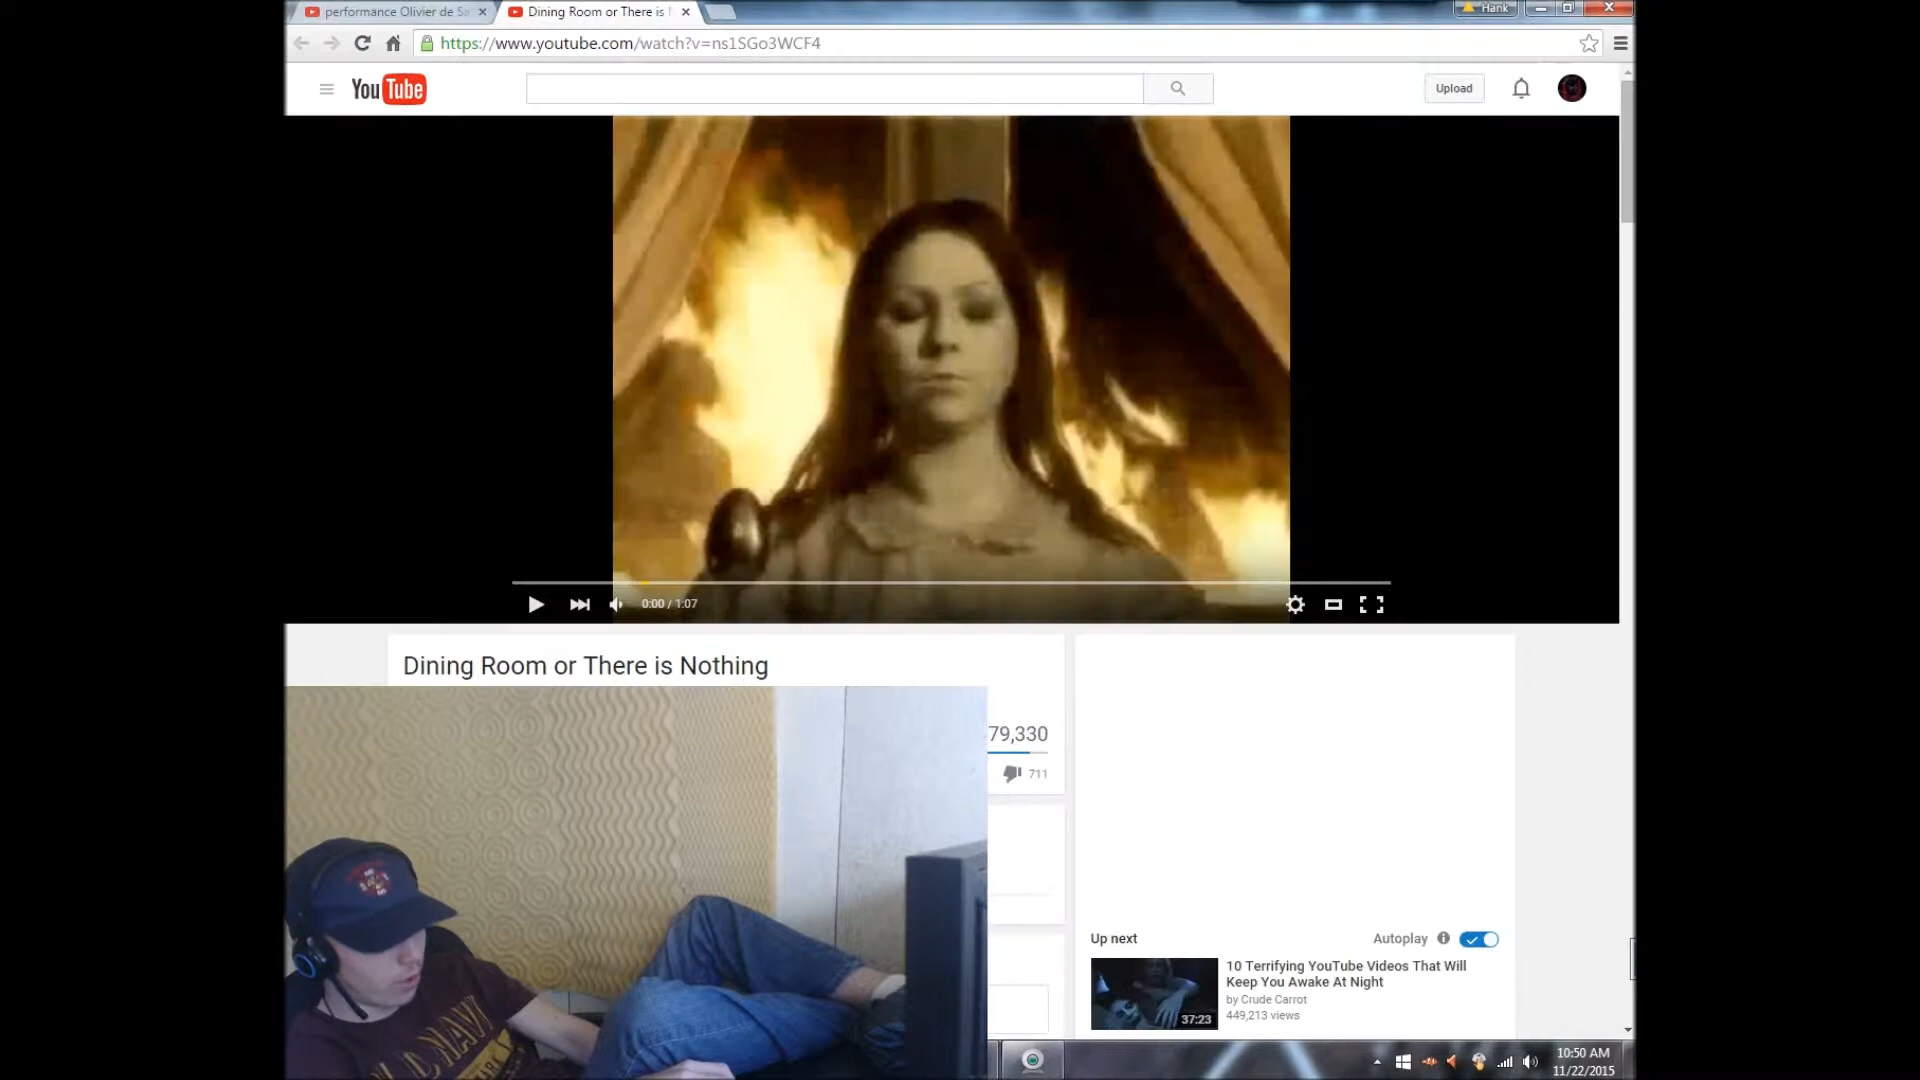 performance Olivier de Sa
Dining Room or There is
Hank
https://www.youtube.com/watch?v=ns1SGo3WCF4
YouTube
Upload
0:00 / 1:07
Dining Room or There is Nothing
79,330
711
Up next
Autoplay
10 Terrifying YouTube Videos That Will
Keep You Awake At Night
by Crude Carrot
449,213 views
37:23
OLD NAVY
10:50 AM
11/22/2015